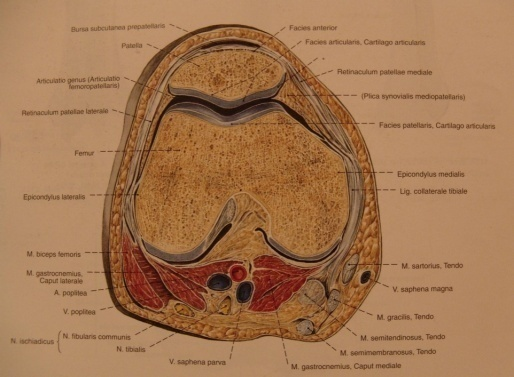 Bursa subcutanea prepatellaris
Patella
Articulatio genus (Articulatio
femoropatellaris)
Retinaculum patellae laterale
Femur
Epicondylus lateralis
M. biceps femoris
M. gastrocnemius,
Caput laterale
A. poplitea
V. poplitea
N. ischiadicus
N. fibularis communis
N. tibialis
V. saphena parva
Facies anterior
Facies articularis, Cartilago articularis
Retinaculum patellae mediale
(Plica synovialis mediopatellaris)
Facies patellaris, Cartilago articularis
Epicondylus medialis
Lig. collaterale tibiale
M. sartorius, Tendo
V. saphena magna
M. gracilis, Tendo
M. semitendinosus, Tendo
M. semimembranosus, Tendo
M. gastrocnemius, Caput mediale